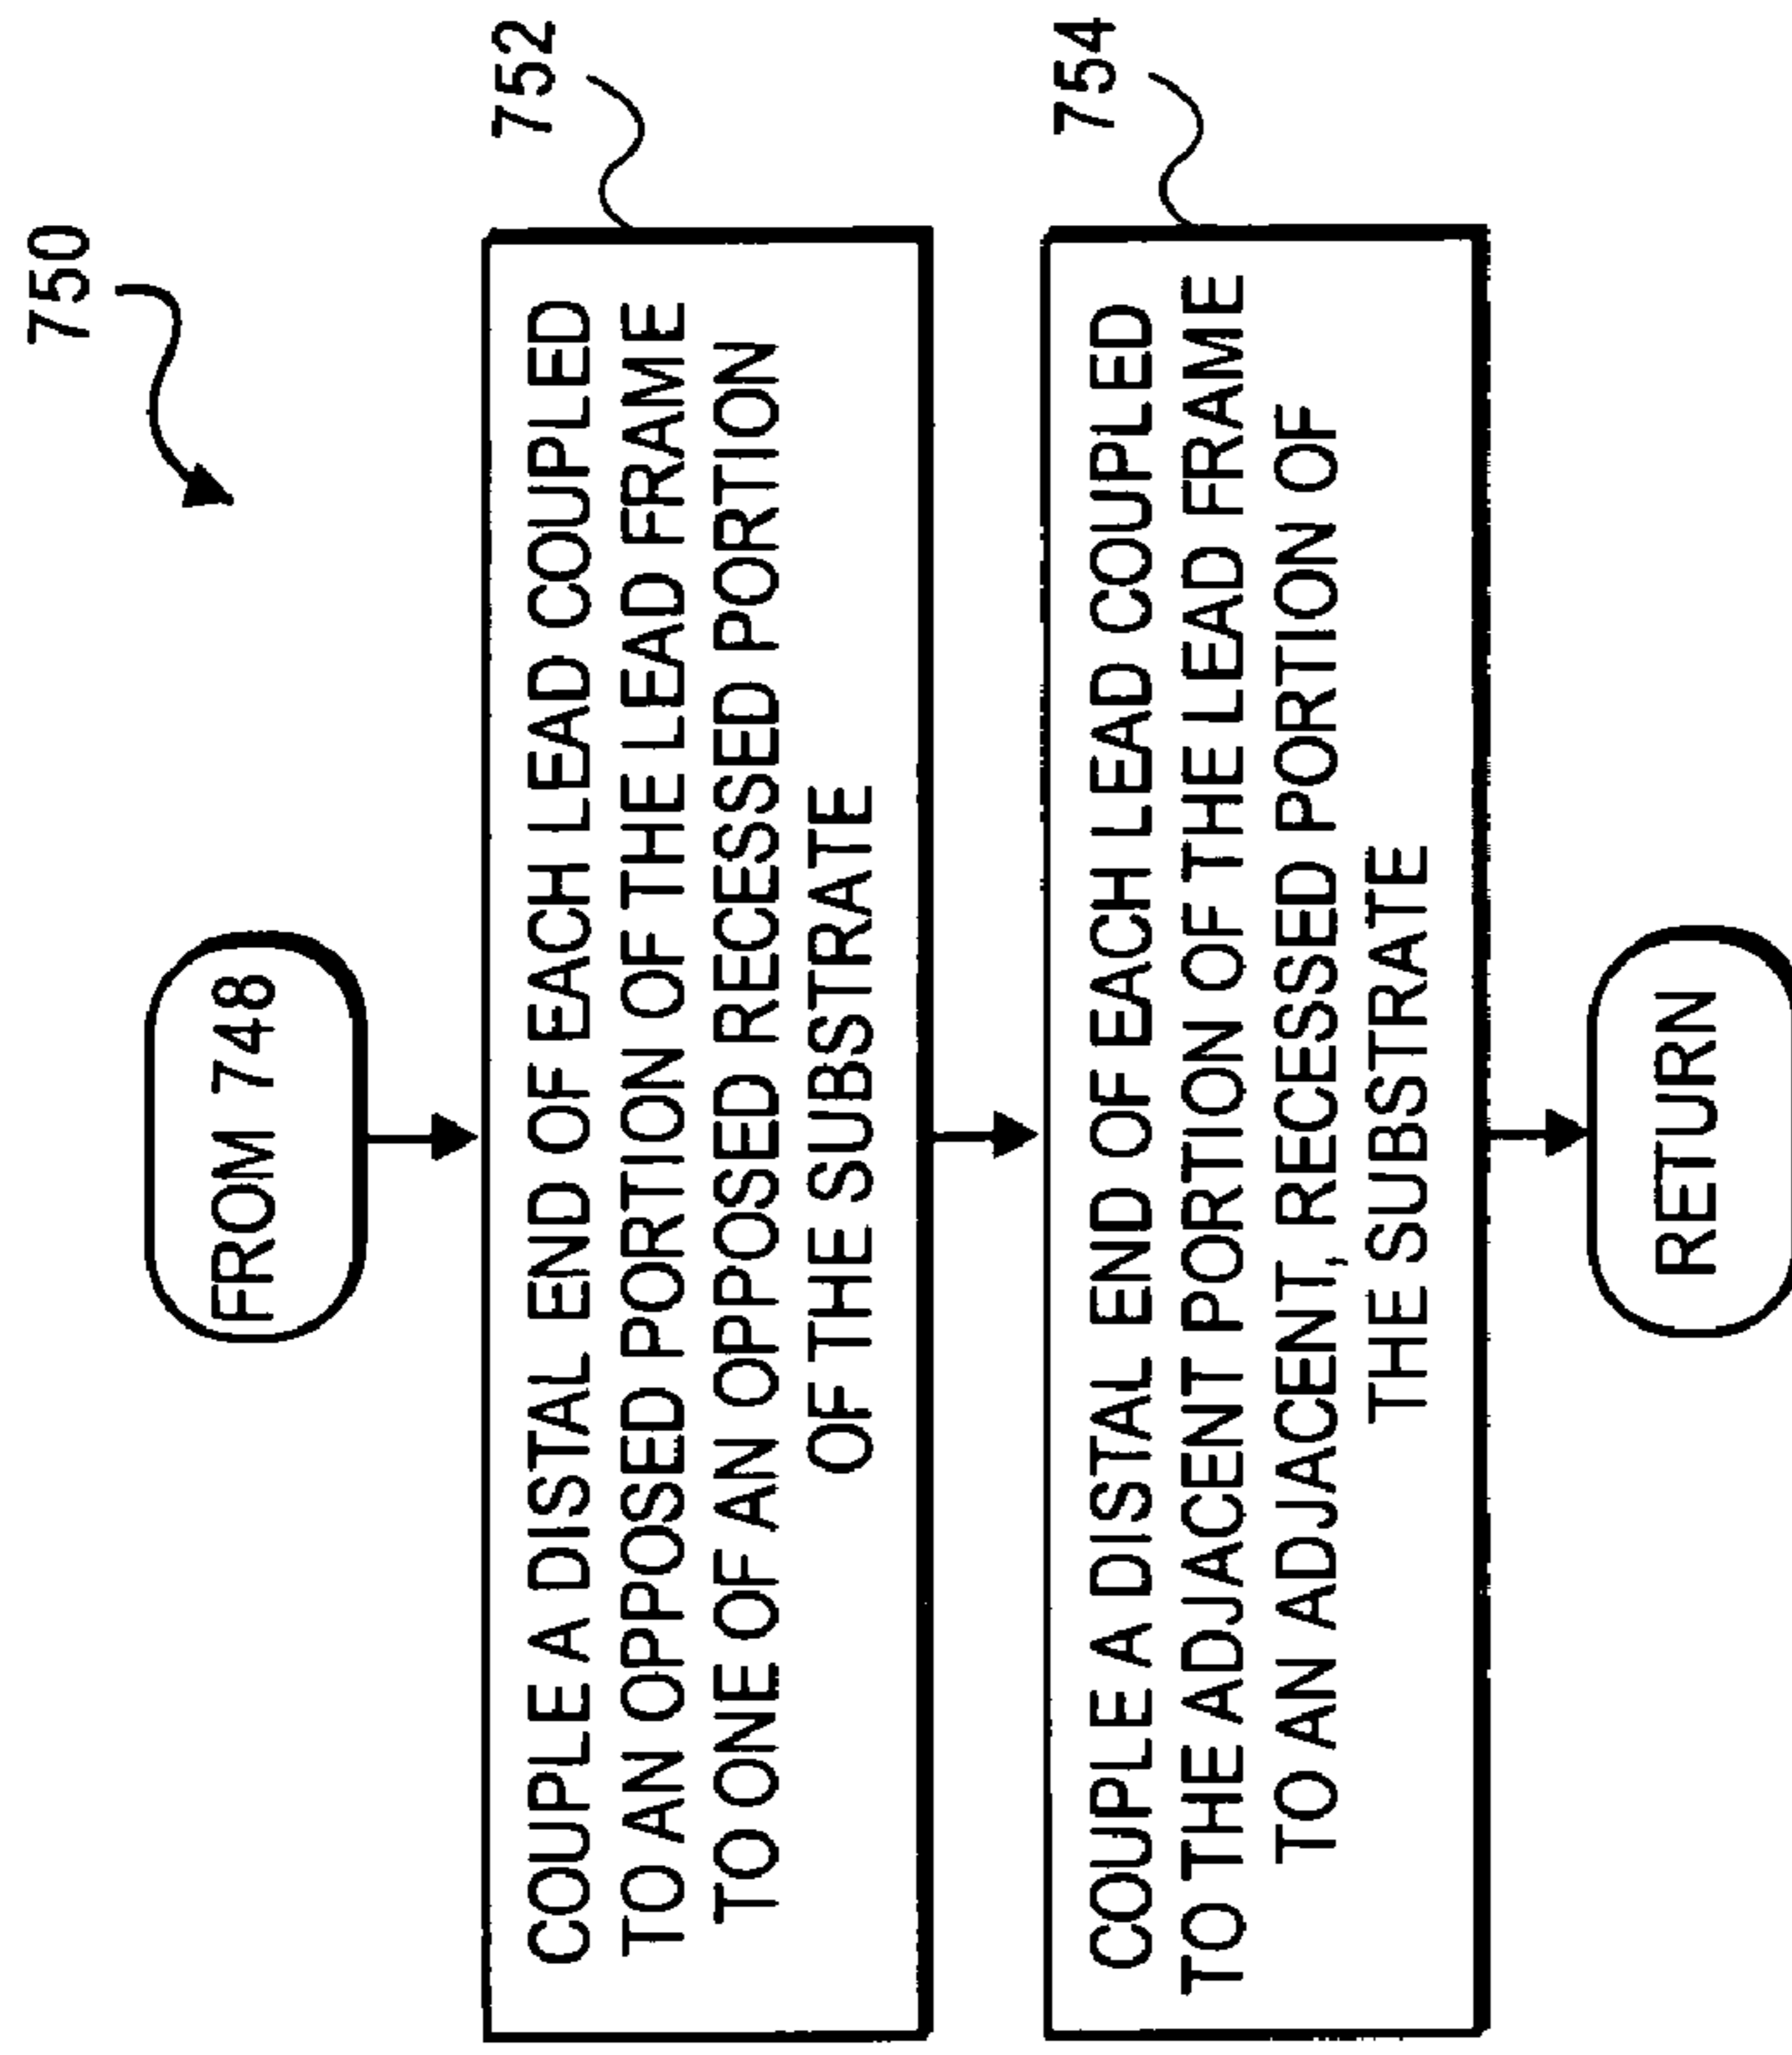 750
FROM 748
752
COUPLE A DISTAL END OF EACH LEAD COUPLED
TO AN OPPOSED PORTION OF THE LEAD FRAME
TO ONE OF AN OPPOSED RECESSED PORTION
OF THE SUBSTRATE
754
COUPLE A DISTAL END OF EACH LEAD COUPLED
TO THE ADJACENT PORTION OF THE LEAD FRAME
TO AN ADJACENT, RECESSED PORTION OF
THE SUBSTRATE
RETURN